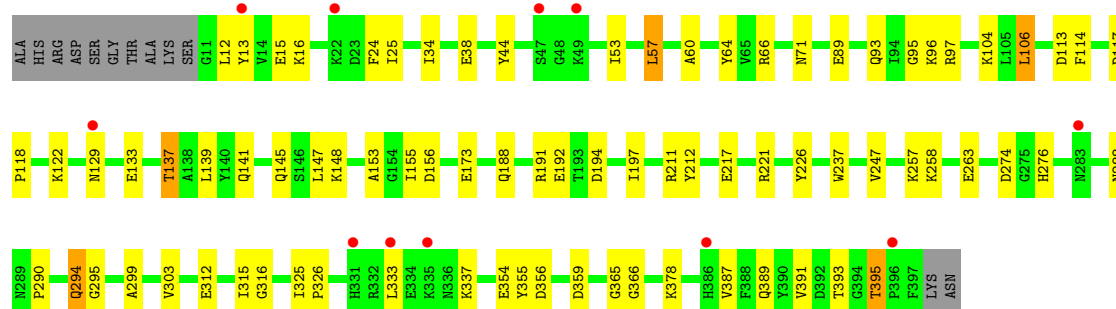 ALA HIS ARG ASP SER GLY THR ALA LYS SER G11 L12 Y13 V14 E15 K16 K22 D23 F24 I25 I34 E38 Y44 S47 G48 K49 I53 L57 A60 Y64 V65 R66 N71 E89 Q93 I94 G95 K96 R97 K104 L105 L106 D113 F114
P118 K122 N129 E133 T137 A138 L139 Y140 Q141 Q145 S146 L147 K148 A153 G154 I155 D156 E173 Q188 R191 E192 T193 D194 I197 R211 Y212 E217 R221 Y226 W237 V247 K257 K258 E263 D274 G275 H276 N283
N289 P290 Q294 G295 A299 V303 E312 I315 G316 I325 P326 H331 R332 L333 E334 K335 N336 K337 E354 Y355 D356 D359 G365 G366 K378 H386 V387 F388 Q389 Y390 V391 D392 T393 G394 T395 P396 F397 LYS ASN